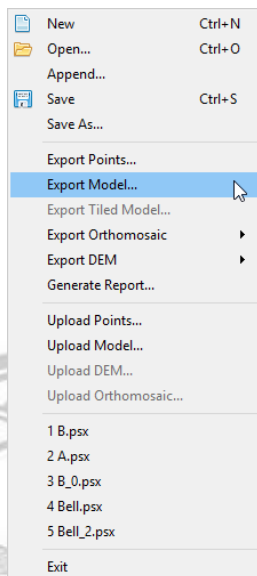 New Ctrl+N
Open... Ctrl+O
Append...
Save Ctrl+S
Save As...
Export Points...
Export Model...
Export Tiled Model...
Export Orthomosaic
Export DEM
Generate Report...
Upload Points...
Upload Model...
Upload DEM...
Upload Orthomosaic...
1 B.psx
2 A.psx
3 B_0.psx
4 Bell.psx
5 Bell_2.psx
Exit